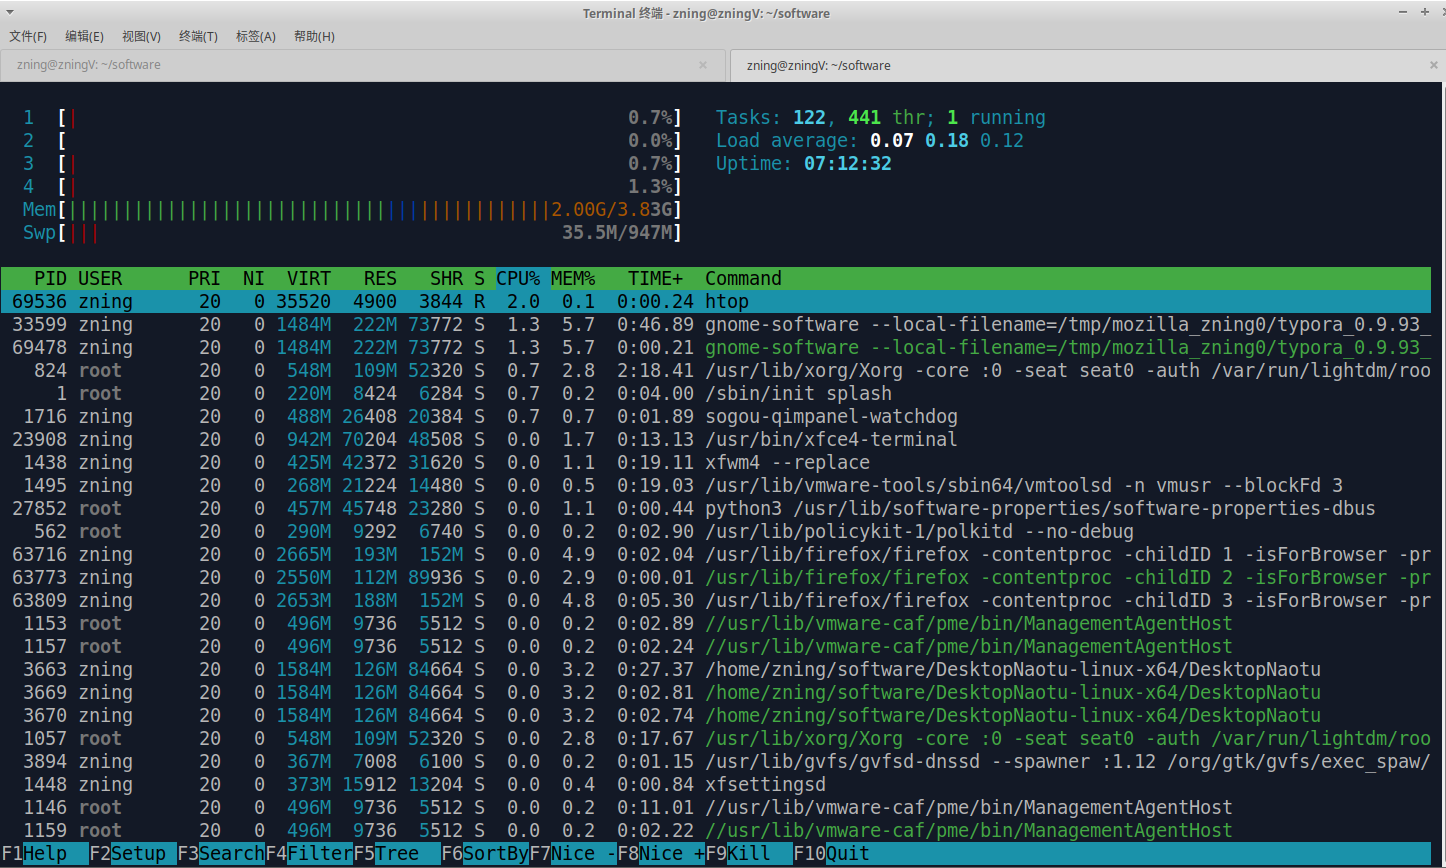 Terminal 终端 - zning@zningV: ~/software
文件(F) 编辑(E) 视图(V) 终端(T) 标签(A) 帮助(H)
zning@zningV: ~/software × zning@zningV: ~/software ×
1 [| 0.7%] Tasks: 122, 441 thr; 1 running
2 [ 0.0%] Load average: 0.07 0.18 0.12
3 [| 0.7%] Uptime: 07:12:32
4 [| 1.3%]
Mem[||||||||||||||||||||||||||||||||||||||||||||2.00G/3.83G]
Swp[||| 35.5M/947M]
PID USER PRI NI VIRT RES SHR S CPU% MEM% TIME+ Command
69536 zning 20 0 35520 4900 3844 R 2.0 0.1 0:00.24 htop
33599 zning 20 0 1484M 222M 73772 S 1.3 5.7 0:46.89 gnome-software --local-filename=/tmp/mozilla_zning0/typora_0.9.93_
69478 zning 20 0 1484M 222M 73772 S 1.3 5.7 0:00.21 gnome-software --local-filename=/tmp/mozilla_zning0/typora_0.9.93_
824 root 20 0 548M 109M 52320 S 0.7 2.8 2:18.41 /usr/lib/xorg/Xorg -core :0 -seat seat0 -auth /var/run/lightdm/roo
1 root 20 0 220M 8424 6284 S 0.7 0.2 0:04.00 /sbin/init splash
1716 zning 20 0 488M 26408 20384 S 0.7 0.7 0:01.89 sogou-qimpanel-watchdog
23908 zning 20 0 942M 70204 48508 S 0.0 1.7 0:13.13 /usr/bin/xfce4-terminal
1438 zning 20 0 425M 42372 31620 S 0.0 1.1 0:19.11 xfwm4 --replace
1495 zning 20 0 268M 21224 14480 S 0.0 0.5 0:19.03 /usr/lib/vmware-tools/sbin64/vmtoolsd -n vmusr --blockFd 3
27852 root 20 0 457M 45748 23280 S 0.0 1.1 0:00.44 python3 /usr/lib/software-properties/software-properties-dbus
562 root 20 0 290M 9292 6740 S 0.0 0.2 0:02.90 /usr/lib/policykit-1/polkitd --no-debug
63716 zning 20 0 2665M 193M 152M S 0.0 4.9 0:02.04 /usr/lib/firefox/firefox -contentproc -childID 1 -isForBrowser -pr
63773 zning 20 0 2550M 112M 89936 S 0.0 2.9 0:00.01 /usr/lib/firefox/firefox -contentproc -childID 2 -isForBrowser -pr
63809 zning 20 0 2653M 188M 152M S 0.0 4.8 0:05.30 /usr/lib/firefox/firefox -contentproc -childID 3 -isForBrowser -pr
1153 root 20 0 496M 9736 5512 S 0.0 0.2 0:02.89 //usr/lib/vmware-caf/pme/bin/ManagementAgentHost
1157 root 20 0 496M 9736 5512 S 0.0 0.2 0:02.24 //usr/lib/vmware-caf/pme/bin/ManagementAgentHost
3663 zning 20 0 1584M 126M 84664 S 0.0 3.2 0:27.37 /home/zning/software/DesktopNaotu-linux-x64/DesktopNaotu
3669 zning 20 0 1584M 126M 84664 S 0.0 3.2 0:02.81 /home/zning/software/DesktopNaotu-linux-x64/DesktopNaotu
3670 zning 20 0 1584M 126M 84664 S 0.0 3.2 0:02.74 /home/zning/software/DesktopNaotu-linux-x64/DesktopNaotu
1057 root 20 0 548M 109M 52320 S 0.0 2.8 0:17.67 /usr/lib/xorg/Xorg -core :0 -seat seat0 -auth /var/run/lightdm/roo
3894 zning 20 0 367M 7008 6100 S 0.0 0.2 0:01.15 /usr/lib/gvfs/gvfsd-dnssd --spawner :1.12 /org/gtk/gvfs/exec_spaw/
1448 zning 20 0 373M 15912 13204 S 0.0 0.4 0:00.84 xfsettingsd
1146 root 20 0 496M 9736 5512 S 0.0 0.2 0:11.01 //usr/lib/vmware-caf/pme/bin/ManagementAgentHost
1159 root 20 0 496M 9736 5512 S 0.0 0.2 0:02.22 //usr/lib/vmware-caf/pme/bin/ManagementAgentHost
F1Help F2Setup F3SearchF4FilterF5Tree F6SortByF7Nice -F8Nice +F9Kill F10Quit